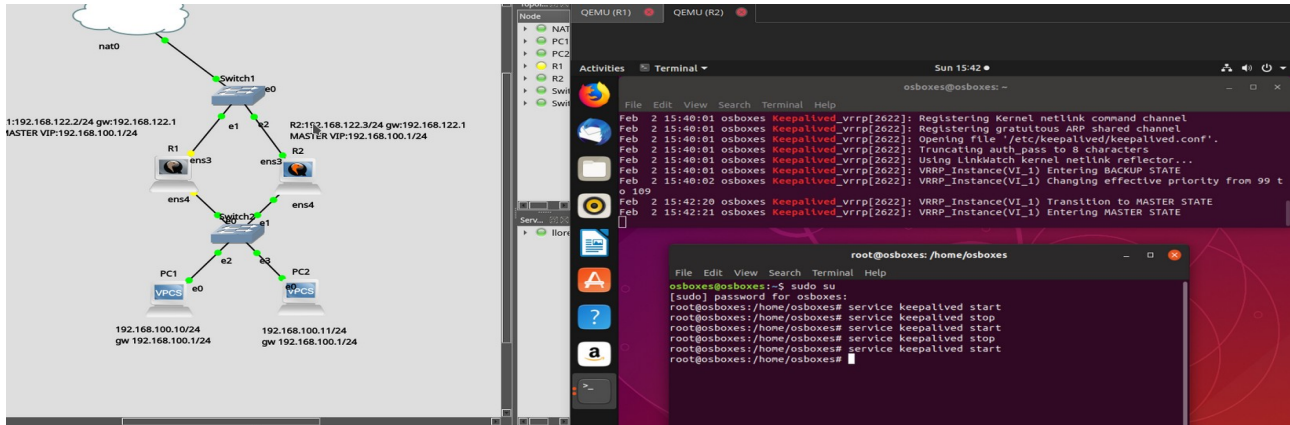 nat0
Switch1
e0
e1
e2
1:192.168.122.2/24 gw:192.168.122.1
MASTER VIP:192.168.100.1/24
R2:192.168.122.3/24 gw:192.168.122.1
MASTER VIP:192.168.100.1/24
R1
ens3
R2
ens3
ens4
ens4
Switch2
e0
e1
e2
e3
PC1
e0
VPCS
PC2
e0
VPCS
192.168.100.10/24
gw 192.168.100.1/24
192.168.100.11/24
gw 192.168.100.1/24
Node
NAT
PC1
PC2
R1
R2
Swit
Swit
Serv...
llore
QEMU (R1)
QEMU (R2)
Activities
Terminal
Sun 15:42
osboxes@osboxes: ~
File Edit View Search Terminal Help
Feb  2 15:40:01 osboxes Keepalived_vrrp[2622]: Registering Kernel netlink command channel
Feb  2 15:40:01 osboxes Keepalived_vrrp[2622]: Registering gratuitous ARP shared channel
Feb  2 15:40:01 osboxes Keepalived_vrrp[2622]: Opening file '/etc/keepalived/keepalived.conf'.
Feb  2 15:40:01 osboxes Keepalived_vrrp[2622]: Truncating auth_pass to 8 characters
Feb  2 15:40:01 osboxes Keepalived_vrrp[2622]: Using LinkWatch kernel netlink reflector...
Feb  2 15:40:01 osboxes Keepalived_vrrp[2622]: VRRP_Instance(VI_1) Entering BACKUP STATE
Feb  2 15:40:02 osboxes Keepalived_vrrp[2622]: VRRP_Instance(VI_1) Changing effective priority from 99 t
o 109
Feb  2 15:42:20 osboxes Keepalived_vrrp[2622]: VRRP_Instance(VI_1) Transition to MASTER STATE
Feb  2 15:42:21 osboxes Keepalived_vrrp[2622]: VRRP_Instance(VI_1) Entering MASTER STATE
root@osboxes: /home/osboxes
File Edit View Search Terminal Help
osboxes@osboxes:~$ sudo su
[sudo] password for osboxes:
root@osboxes:/home/osboxes# service keepalived start
root@osboxes:/home/osboxes# service keepalived stop
root@osboxes:/home/osboxes# service keepalived start
root@osboxes:/home/osboxes# service keepalived stop
root@osboxes:/home/osboxes# service keepalived start
root@osboxes:/home/osboxes#